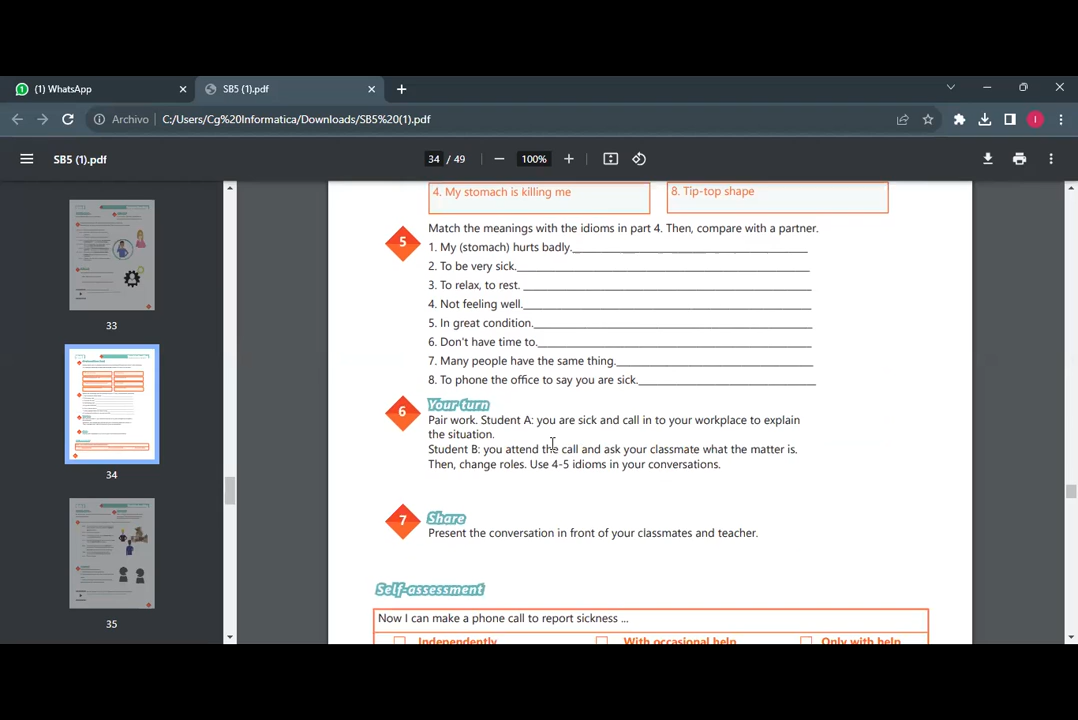 (1) WhatsApp
SB5 (1).pdf
Archivo
C:/Users/Cg%20Informatica/Downloads/SB5%20(1).pdf
I
SB5 (1).pdf
34 / 49
100%
33
34
35
4. My stomach is killing me
8. Tip-top shape
5
Match the meanings with the idioms in part 4. Then, compare with a partner.
1. My (stomach) hurts badly.
2. To be very sick.
3. To relax, to rest.
4. Not feeling well.
5. In great condition.
6. Don't have time to.
7. Many people have the same thing.
8. To phone the office to say you are sick.
6
Your turn
Pair work. Student A: you are sick and call in to your workplace to explain
the situation.
Student B: you attend the call and ask your classmate what the matter is.
Then, change roles. Use 4-5 idioms in your conversations.
7
Share
Present the conversation in front of your classmates and teacher.
Self-assessment
Now I can make a phone call to report sickness ...
Independently
With occasional help
Only with help